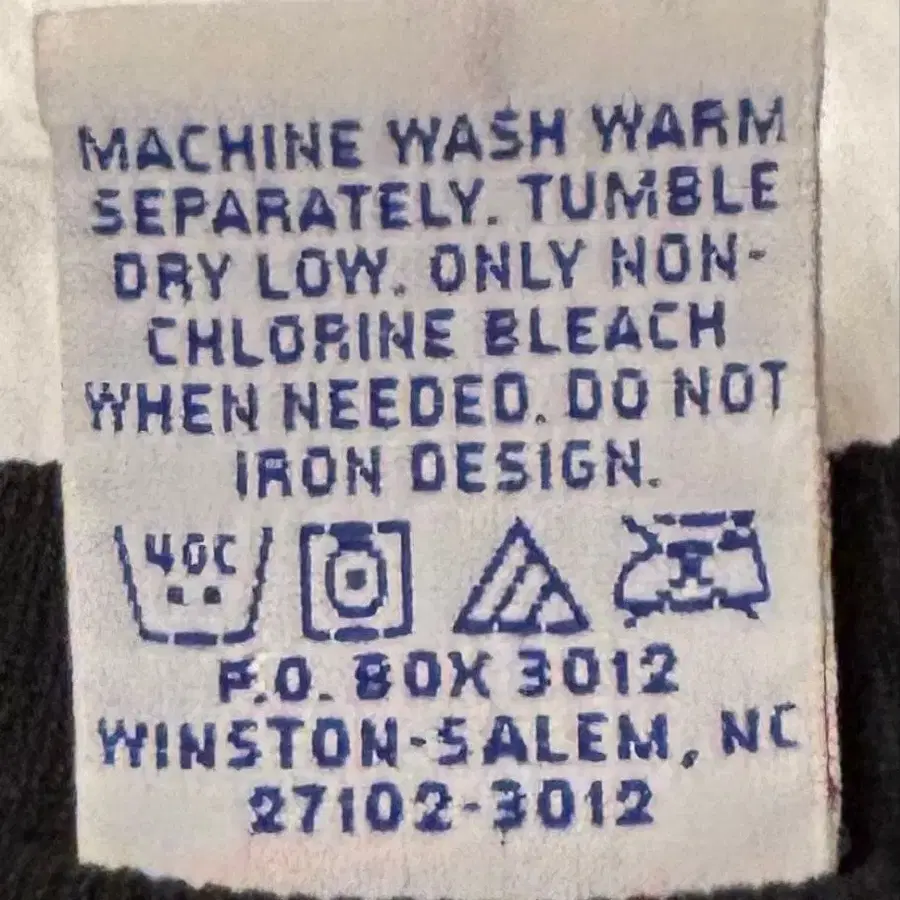 MACHINE WASH WARM
SEPARATELY. TUMBLE
DRY LOW. ONLY NON-
CHLORINE BLEACH
WHEN NEEDED. DO NOT
IRON DESIGN.
40C
P.O. BOX 3012
WINSTON-SALEM, NC
27102-3012